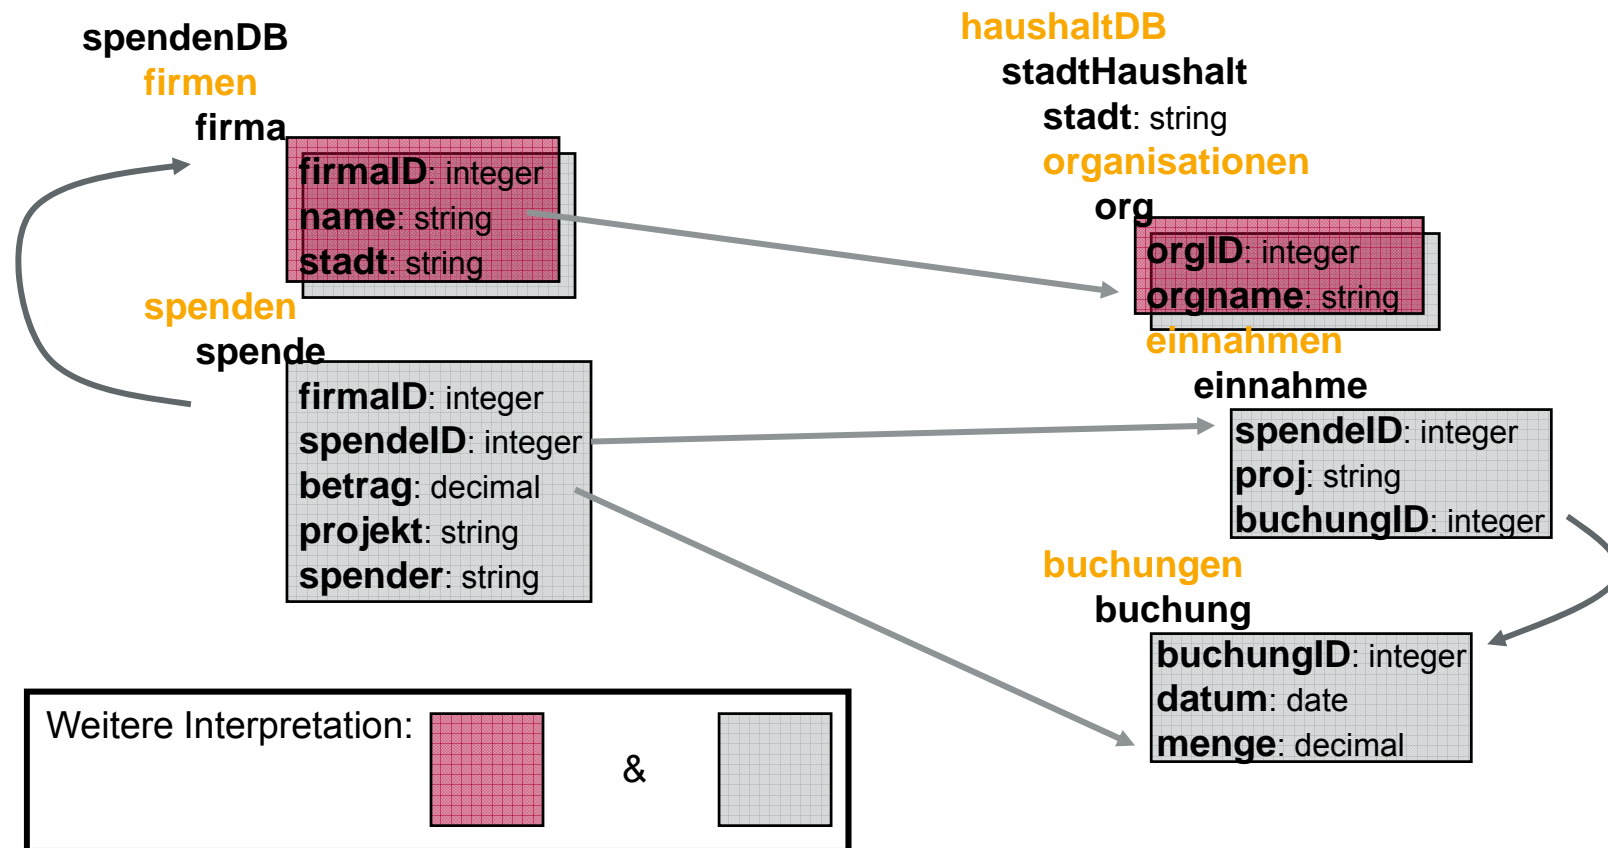 spendenDB
firmen
firma
firmaID: integer
name: string
stadt: string
spenden
spende
firmaID: integer
spendeID: integer
betrag: decimal
projekt: string
spender: string
haushaltDB
stadtHaushalt
stadt: string
organisationen
org
orgID: integer
orgname: string
einnahmen
einnahme
spendeID: integer
proj: string
buchungID: integer
buchungen
buchung
buchungID: integer
datum: date
menge: decimal
Weitere Interpretation:
&